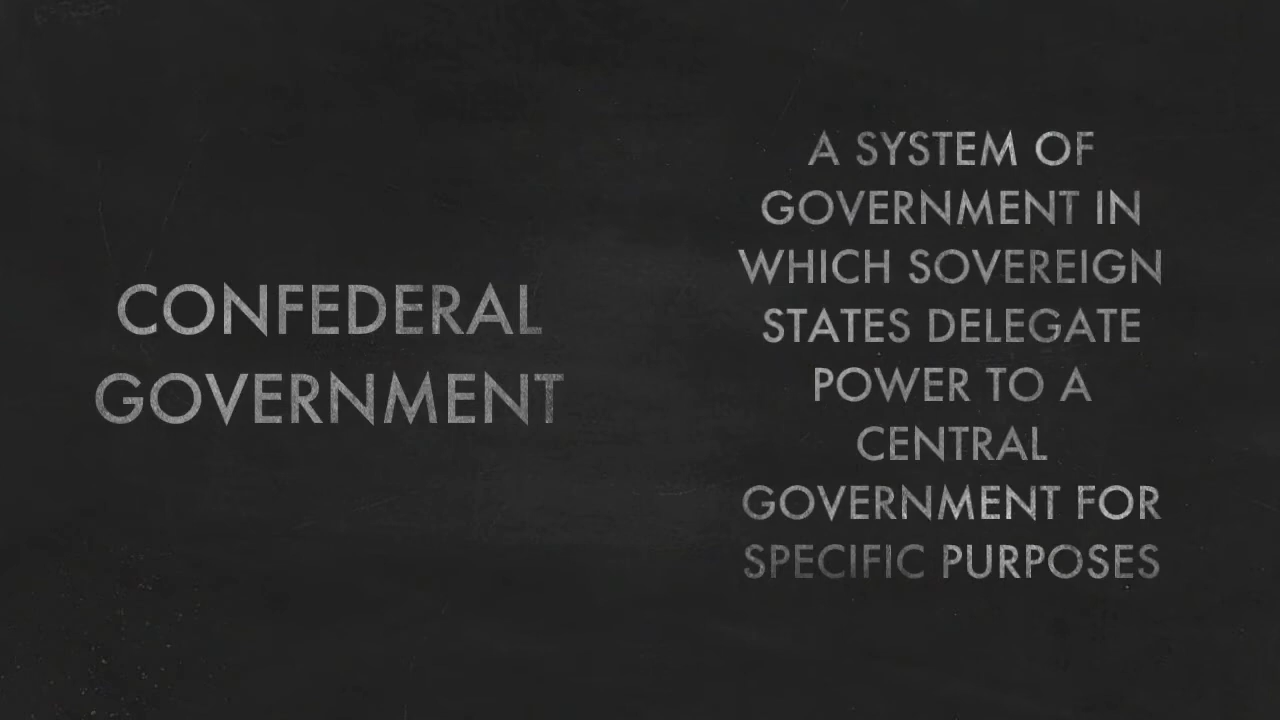 CONFEDERAL
GOVERNMENT
A SYSTEM OF
GOVERNMENT IN
WHICH SOVEREIGN
STATES DELEGATE
POWER TO A
CENTRAL
GOVERNMENT FOR
SPECIFIC PURPOSES